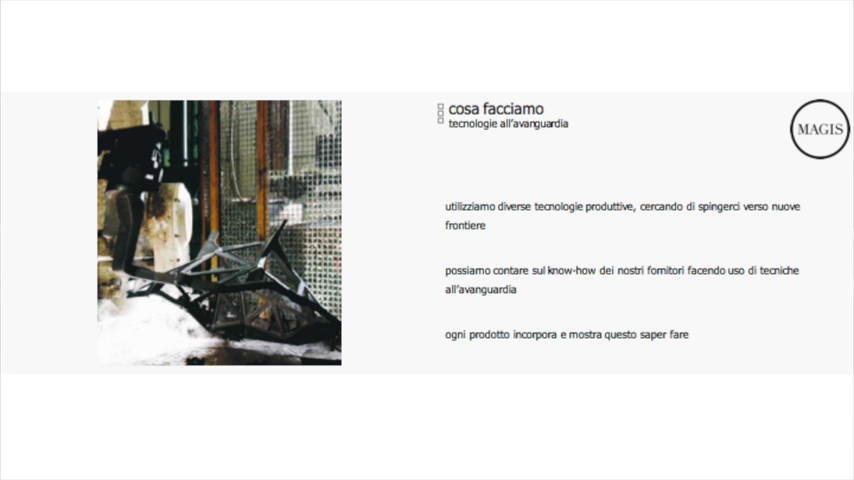 cosa facciamo
tecnologie all'avanguardia
MAGIS
utilizziamo diverse tecnologie produttive, cercando di spingerci verso nuove
frontiere
possiamo contare sul know-how dei nostri fornitori facendo uso di tecniche
all'avanguardia
ogni prodotto incorpora e mostra questo saper fare